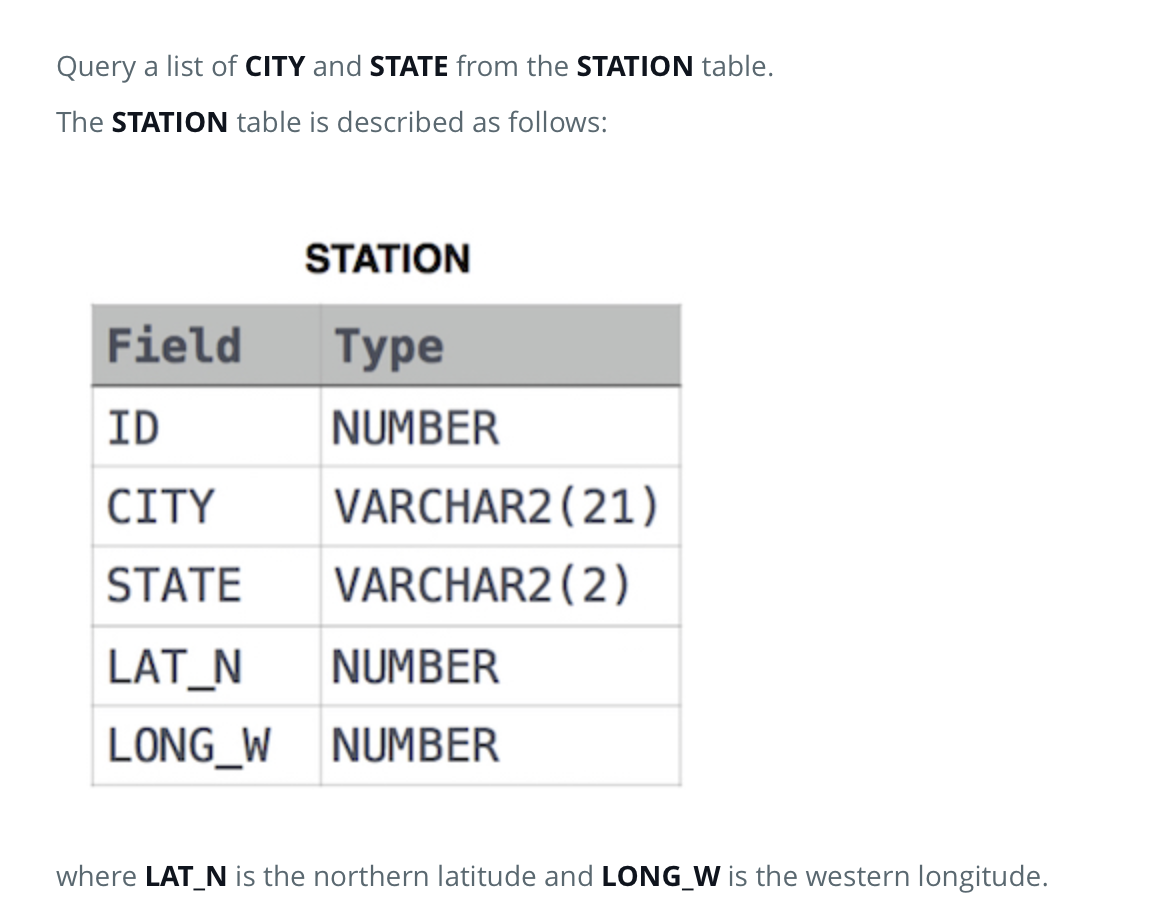 Query a list of CITY and STATE from the STATION table.
The STATION table is described as follows:
STATION
Field Type
ID NUMBER
CITY VARCHAR2(21)
STATE VARCHAR2(2)
LAT_N NUMBER
LONG_W NUMBER
where LAT_N is the northern latitude and LONG_W is the western longitude.